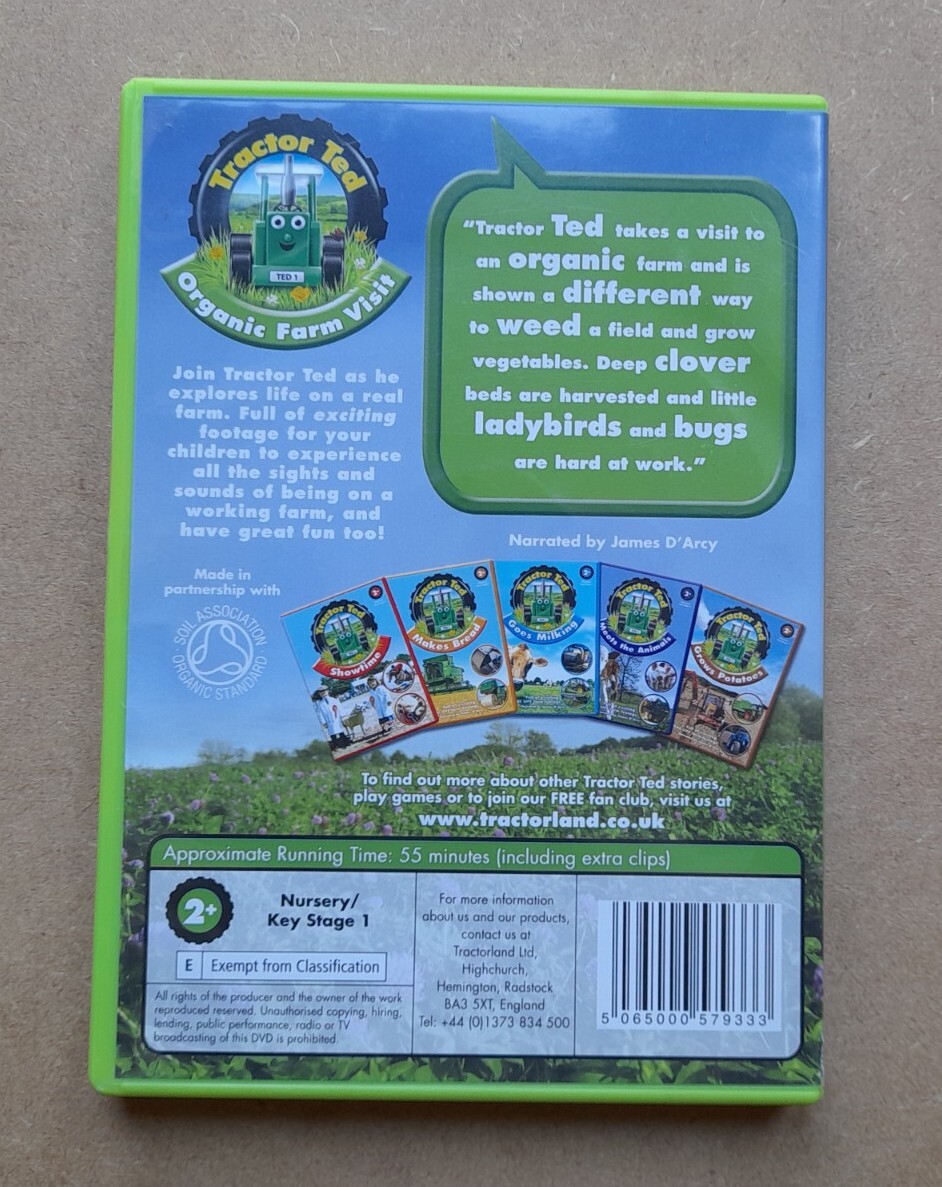 Tractor Ted
TED 1
Organic Farm Visit
Join Tractor Ted as he
explores life on a real
farm. Full of exciting
footage for your
children to experience
all the sights and
sounds of being on a
working farm, and
have great fun too!
Made in
partnership with
SOIL ASSOCIATION
ORGANIC STANDARD
“Tractor Ted takes a visit to
an organic farm and is
shown a different way
to weed a field and grow
vegetables. Deep clover
beds are harvested and little
ladybirds and bugs
are hard at work.”
Narrated by James D’Arcy
Tractor Ted
Showtime
Tractor Ted
Makes Bread
Tractor Ted
Goes Milking
Tractor Ted
Meets the Animals
Tractor Ted
Grows Potatoes
To find out more about other Tractor Ted stories,
play games or to join our FREE fan club, visit us at
www.tractorland.co.uk
Approximate Running Time: 55 minutes (including extra clips)
2+
Nursery/
Key Stage 1
E Exempt from Classification
All rights of the producer and the owner of the work
reproduced reserved. Unauthorised copying, hiring,
lending, public performance, radio or TV
broadcasting of this DVD is prohibited.
For more information
about us and our products,
contact us at
Tractorland Ltd,
Highchurch,
Hemington, Radstock
BA3 5XT, England
Tel: +44 (0)1373 834 500
5 065000 579333